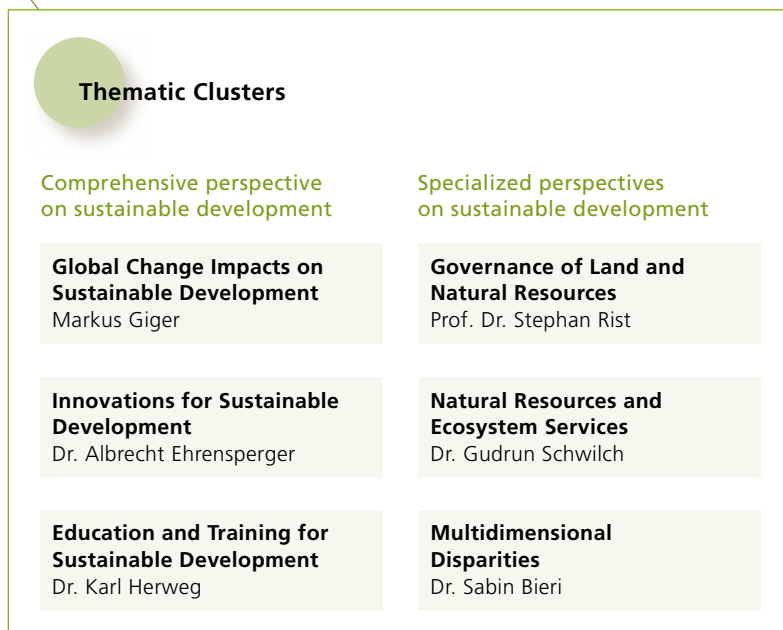 Thematic Clusters
Comprehensive perspective
on sustainable development
Global Change Impacts on
Sustainable Development
Markus Giger
Innovations for Sustainable
Development
Dr. Albrecht Ehrensperger
Education and Training for
Sustainable Development
Dr. Karl Herweg
Specialized perspectives
on sustainable development
Governance of Land and
Natural Resources
Prof. Dr. Stephan Rist
Natural Resources and
Ecosystem Services
Dr. Gudrun Schwilch
Multidimensional
Disparities
Dr. Sabin Bieri